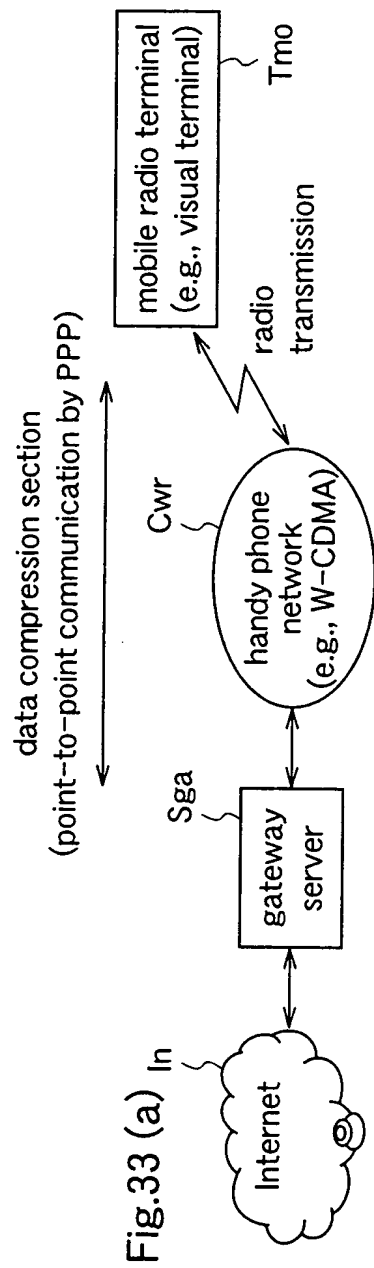 Fig.33 (a)
data compression section
(point-to-point communication by PPP)
In
Internet
Sga
gateway
server
Cwr
handy phone
network
(e.g., W-CDMA)
radio
transmission
mobile radio terminal
(e.g., visual terminal)
Tmo